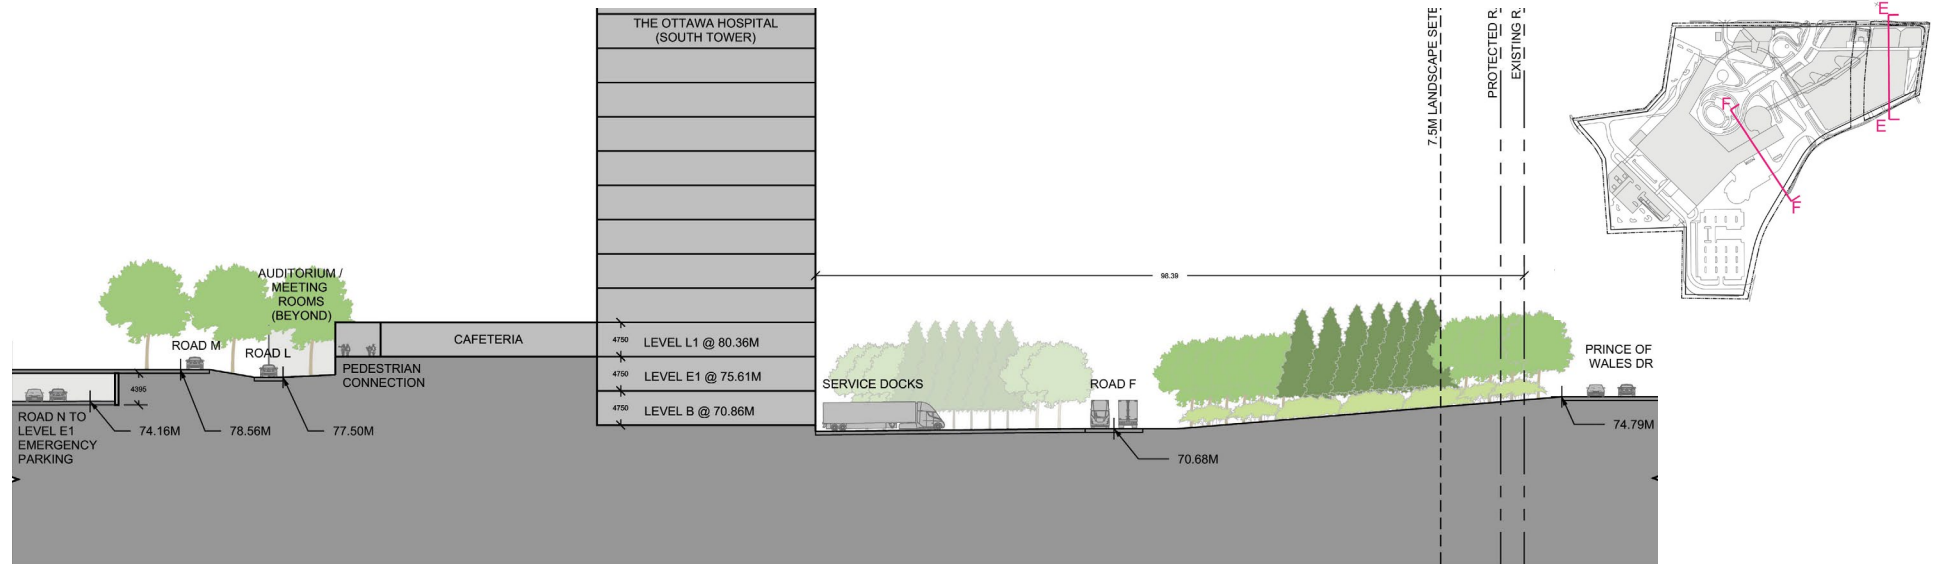 THE OTTAWA HOSPITAL
(SOUTH TOWER)
7.5M LANDSCAPE SETE
PROTECTED R.
EXISTING R.
E
E
F
F
98.39
AUDITORIUM /
MEETING
ROOMS
(BEYOND)
ROAD M
ROAD L
PEDESTRIAN
CONNECTION
CAFETERIA
4750
LEVEL L1 @ 80.36M
4750
LEVEL E1 @ 75.61M
4750
LEVEL B @ 70.86M
SERVICE DOCKS
ROAD F
PRINCE OF
WALES DR
4395
ROAD N TO
LEVEL E1
EMERGENCY
PARKING
74.16M
78.56M
77.50M
70.68M
74.79M